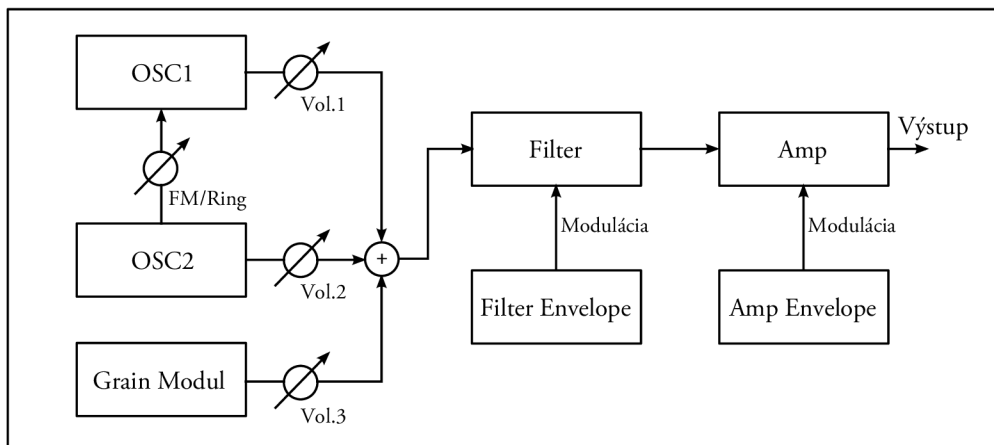 OSC1
Vol.1
FM/Ring
OSC2
Vol.2
+
Grain Modul
Vol.3
Filter
Modulácia
Filter Envelope
Amp
Výstup
Modulácia
Amp Envelope